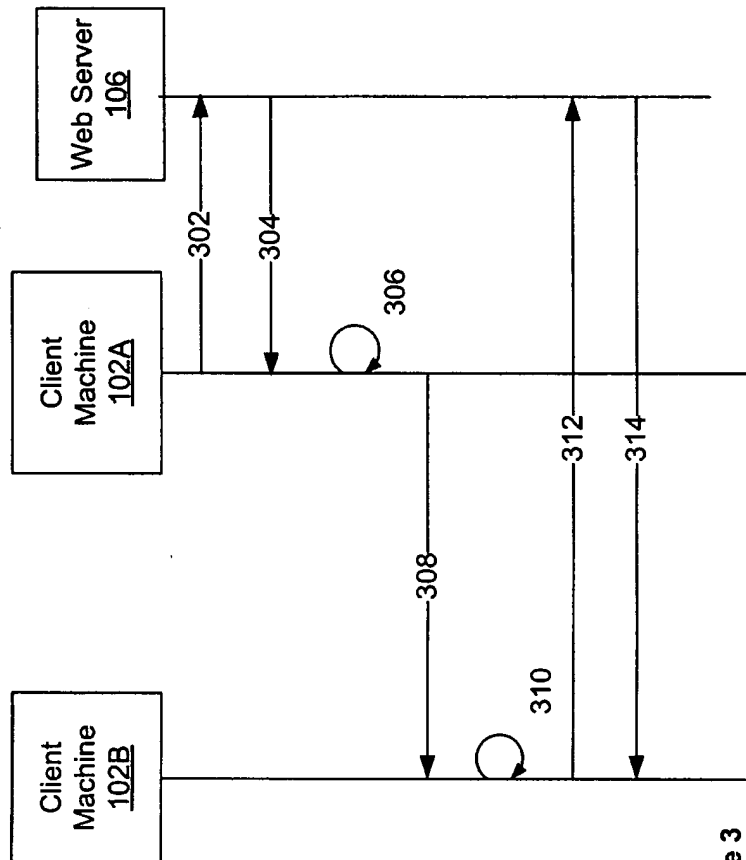 Client
Machine
102B
Client
Machine
102A
Web Server
106
302
304
306
308
310
312
314
e 3